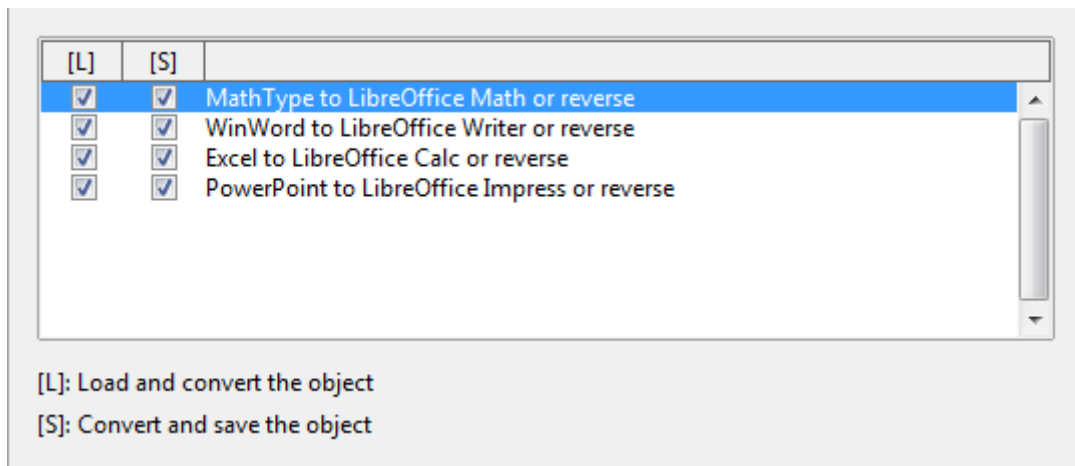 [L] [S]
MathType to LibreOffice Math or reverse
WinWord to LibreOffice Writer or reverse
Excel to LibreOffice Calc or reverse
PowerPoint to LibreOffice Impress or reverse
[L]: Load and convert the object
[S]: Convert and save the object